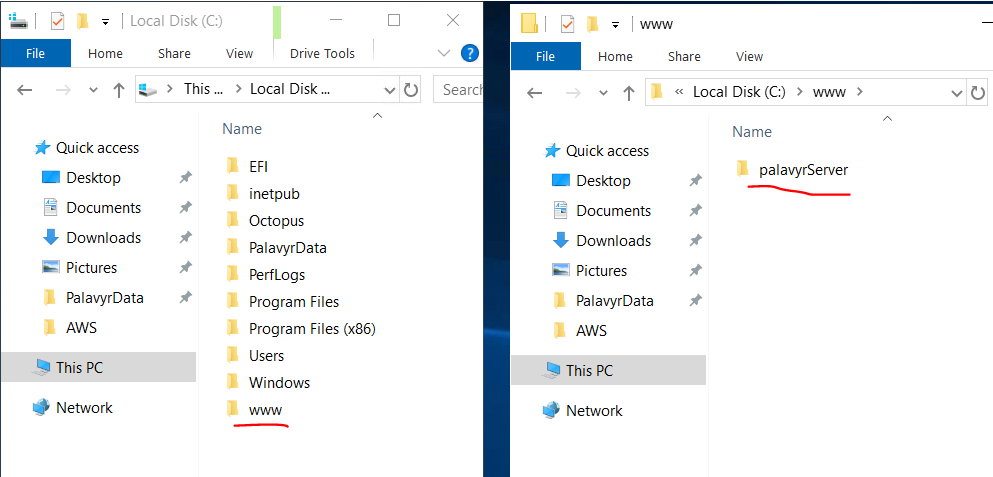 Local Disk (C:)
File Home Share View Drive Tools
This ... Local Disk ...
Searc
Name
Quick access
Desktop
Documents
Downloads
Pictures
PalavyrData
AWS
This PC
Network
EFI
inetpub
Octopus
PalavyrData
PerfLogs
Program Files
Program Files (x86)
Users
Windows
www
www
File Home Share View
« Local Disk (C:) www
Name
Quick access
Desktop
Documents
Downloads
Pictures
PalavyrData
AWS
This PC
Network
palavyrServer